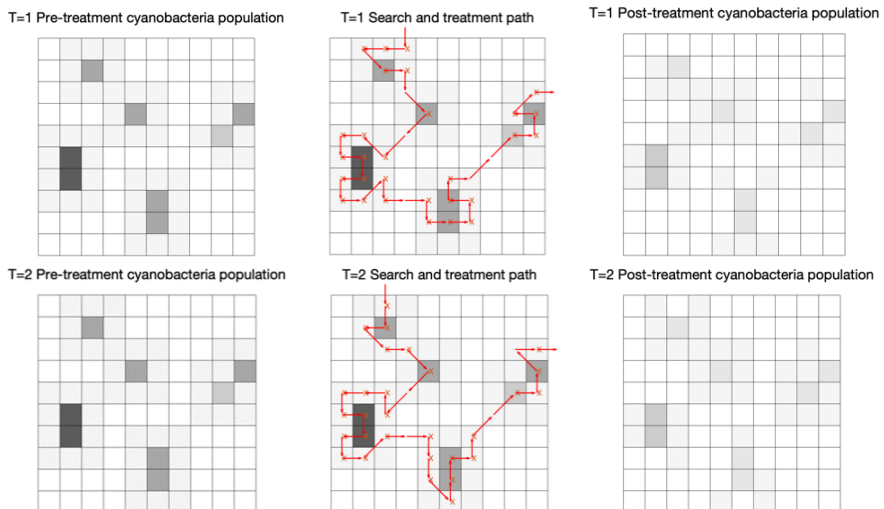 T=1 Pre-treatment cyanobacteria population
T=1 Search and treatment path
T=1 Post-treatment cyanobacteria population
T=2 Pre-treatment cyanobacteria population
T=2 Search and treatment path
T=2 Post-treatment cyanobacteria population